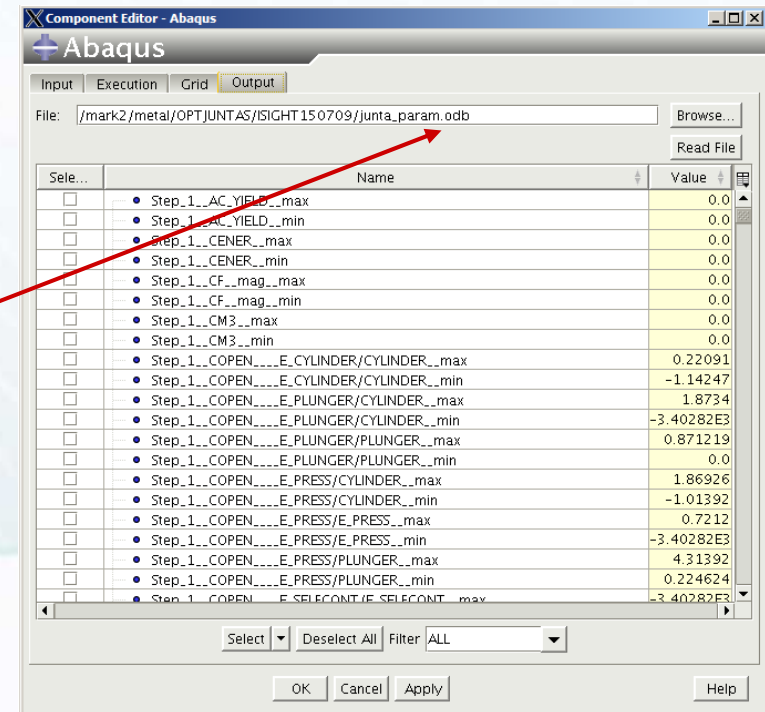 Component Editor - Abaqus
Abaqus
Input Execution Grid Output
File: /mark2/metal/OPTJUNTAS/ISIGHT150709/junta_param.odb Browse...
Read File
Sele... Name Value
Step_1__AC_YIELD__max 0.0
Step_1__AC_YIELD__min 0.0
Step_1__CENER__max 0.0
Step_1__CENER__min 0.0
Step_1__CF__mag__max 0.0
Step_1__CF__mag__min 0.0
Step_1__CM3__max 0.0
Step_1__CM3__min 0.0
Step_1__COPEN____E_CYLINDER/CYLINDER__max 0.22091
Step_1__COPEN____E_CYLINDER/CYLINDER__min -1.14247
Step_1__COPEN____E_PLUNGER/CYLINDER__max 1.8734
Step_1__COPEN____E_PLUNGER/CYLINDER__min -3.40282E3
Step_1__COPEN____E_PLUNGER/PLUNGER__max 0.871219
Step_1__COPEN____E_PLUNGER/PLUNGER__min 0.0
Step_1__COPEN____E_PRESS/CYLINDER__max 1.86926
Step_1__COPEN____E_PRESS/CYLINDER__min -1.01392
Step_1__COPEN____E_PRESS/E_PRESS__max 0.7212
Step_1__COPEN____E_PRESS/E_PRESS__min -3.40282E3
Step_1__COPEN____E_PRESS/PLUNGER__max 4.31392
Step_1__COPEN____E_PRESS/PLUNGER__min 0.224624
Step_1__COPEN____E_SELFCONT/E_SELFCONT__max -3.40282E3
Select Deselect All Filter ALL
OK Cancel Apply Help